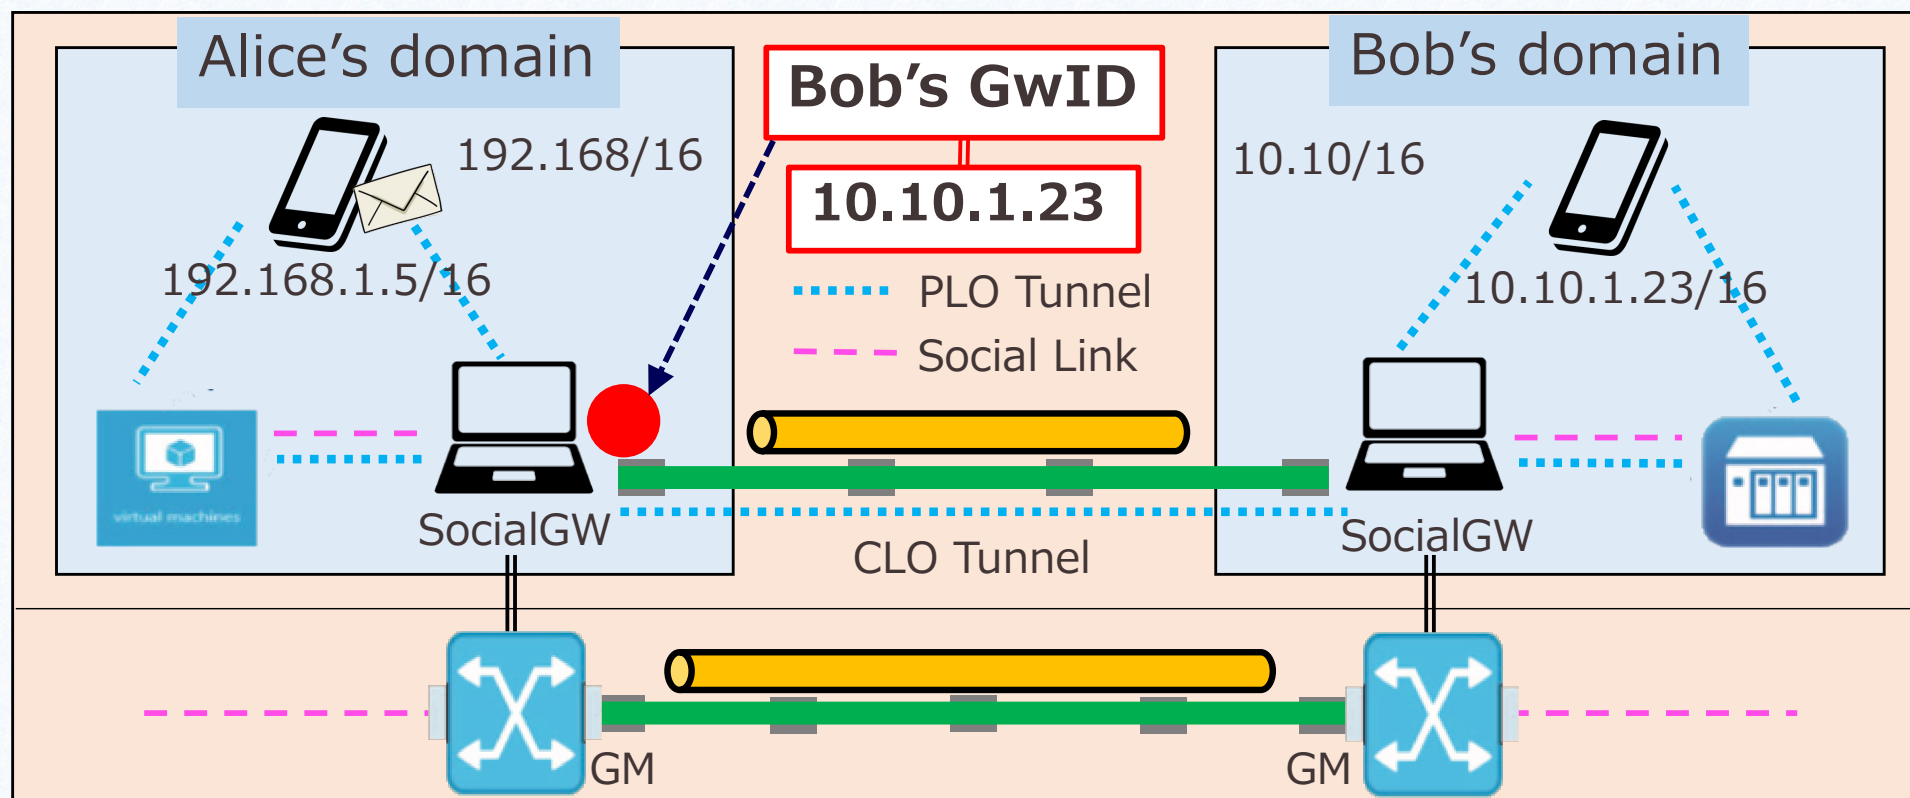 Alice's domain
Bob's GwID
Bob's domain
192.168/16
10.10/16
10.10.1.23
192.168.1.5/16
PLO Tunnel
10.10.1.23/16
Social Link
virtual machines
SocialGW
SocialGW
CLO Tunnel
GM
GM